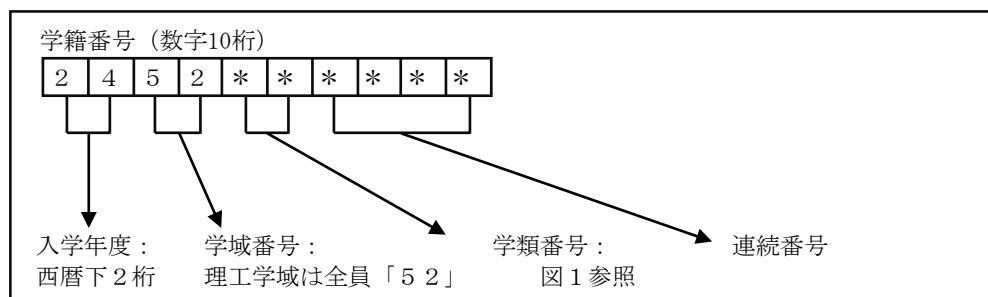 学籍番号（数字10桁）
２ ４ ５ ２ ＊ ＊ ＊ ＊ ＊ ＊
入学年度： 学域番号： 学類番号： 連続番号
西暦下２桁 理工学域は全員「５２」 図１参照